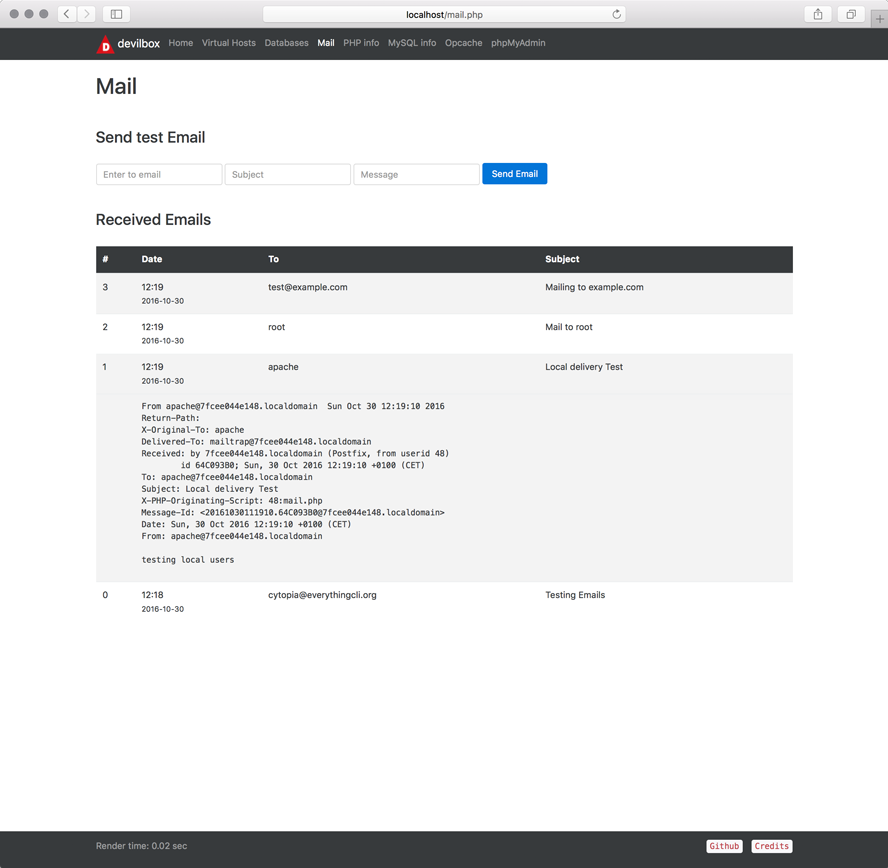 localhost/mail.php
D devilbox Home Virtual Hosts Databases Mail PHP info MySQL info Opcache phpMyAdmin
Mail
Send test Email
Enter to email Subject Message Send Email
Received Emails
# Date To Subject
3 12:19 test@example.com Mailing to example.com
2016-10-30
2 12:19 root Mail to root
2016-10-30
1 12:19 apache Local delivery Test
2016-10-30
From apache@7fcee044e148.localdomain  Sun Oct 30 12:19:10 2016
Return-Path:
X-Original-To: apache
Delivered-To: mailtrap@7fcee044e148.localdomain
Received: by 7fcee044e148.localdomain (Postfix, from userid 48)
id 64C093B0; Sun, 30 Oct 2016 12:19:10 +0100 (CET)
To: apache@7fcee044e148.localdomain
Subject: Local delivery Test
X-PHP-Originating-Script: 48:mail.php
Message-Id: <20161030111910.64C093B0@7fcee044e148.localdomain>
Date: Sun, 30 Oct 2016 12:19:10 +0100 (CET)
From: apache@7fcee044e148.localdomain
testing local users
0 12:18 cytopia@everythingcli.org Testing Emails
2016-10-30
Render time: 0.02 sec Github Credits